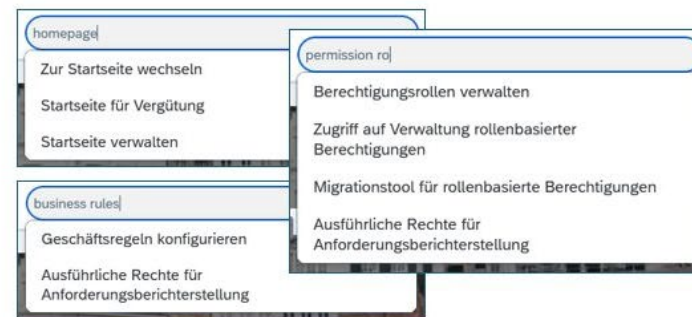 homepage
Zur Startseite wechseln
Startseite für Vergütung
Startseite verwalten
permission ro
Berechtigungsrollen verwalten
Zugriff auf Verwaltung rollenbasierter
Berechtigungen
Migrationstool für rollenbasierte Berechtigungen
Ausführliche Rechte für
Anforderungsberichterstellung
business rules
Geschäftsregeln konfigurieren
Ausführliche Rechte für
Anforderungsberichterstellung